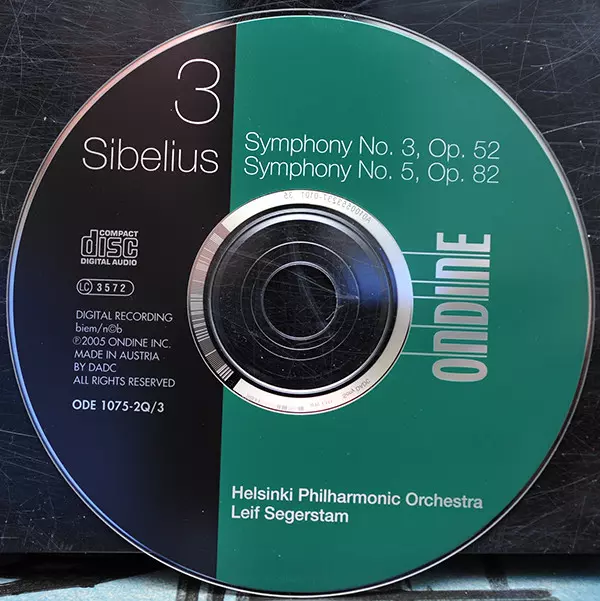 3
Sibelius
Symphony No. 3, Op. 52
Symphony No. 5, Op. 82
COMPACT
disc
DIGITAL AUDIO
LC 3572
DIGITAL RECORDING
biem/n©b
℗2005 ONDINE INC.
MADE IN AUSTRIA
BY DADC
ALL RIGHTS RESERVED
ODE 1075-2Q/3
ONDINE
Helsinki Philharmonic Orchestra
Leif Segerstam